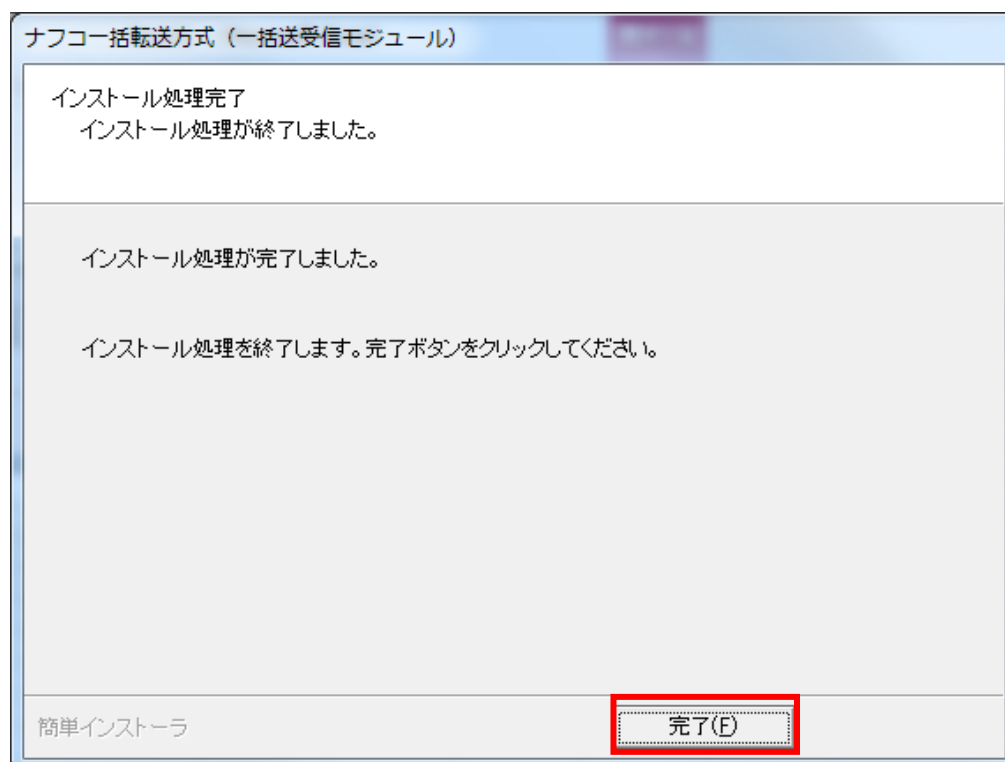 ナフコ一括転送方式（一括送受信モジュール）
インストール処理完了
インストール処理が終了しました。
インストール処理が完了しました。
インストール処理を終了します。完了ボタンをクリックしてください。
簡単インストーラ
完了(F)